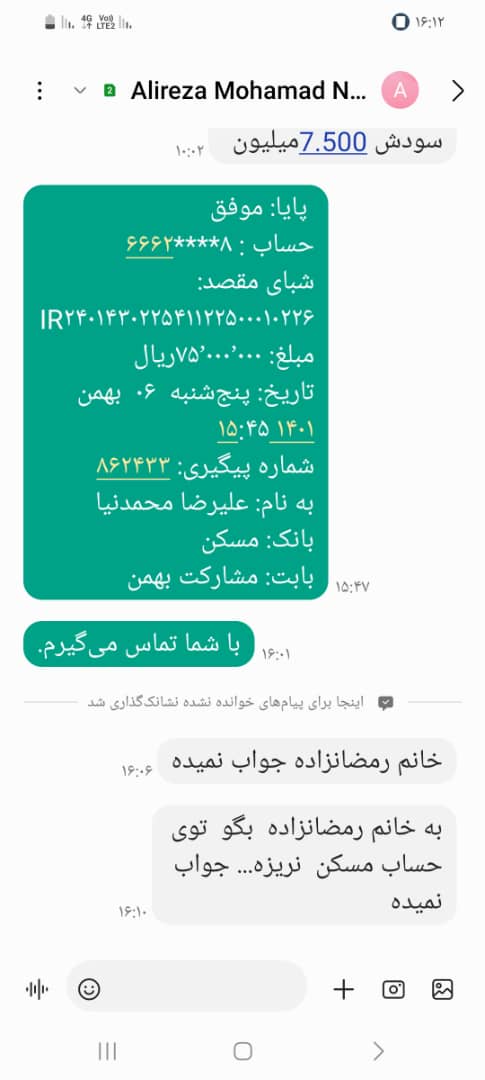 ۱۶:۱۲
4G
Vo)) LTE2
Alireza Mohamad N...
2
A
سودش 7.500میلیون
۱۰:۰۲
پایا: موفق
حساب : ۸****۶۶۶۲
شبای مقصد:
IR۲۴۰۱۴۳۰۲۲۵۴۱۱۲۲۵۰۰۰۱۰۲۲۶
مبلغ: ۷۵٬۰۰۰٬۰۰۰ریال
تاریخ: پنج‌شنبه ۰۶ بهمن
۱۴۰۱ ۱۵:۴۵
شماره پیگیری: ۸۶۲۴۳۳
به نام: علیرضا محمدنیا
بانک: مسکن
بابت: مشارکت بهمن
۱۵:۴۷
با شما تماس می‌گیرم.
۱۶:۰۱
اینجا برای پیام‌های خوانده نشده نشانک‌گذاری شد
خانم رمضانزاده جواب نمیده
۱۶:۰۶
به خانم رمضانزاده بگو توی
حساب مسکن نریزه... جواب
نمیده
۱۶:۱۰